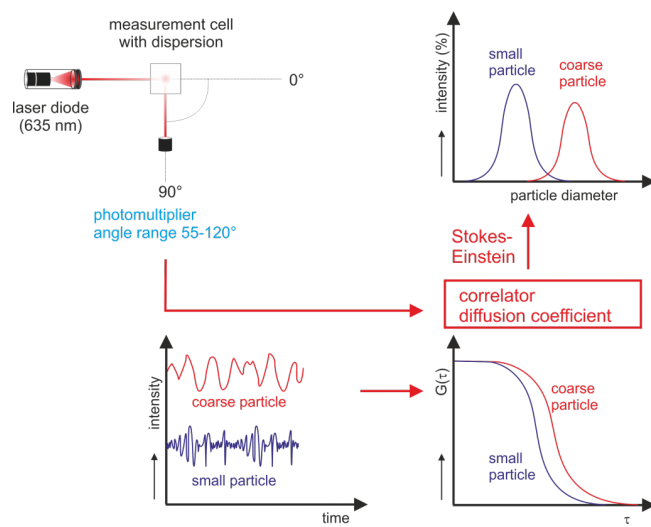 measurement cell
with dispersion
0°
laser diode
(635 nm)
90°
photomultiplier
angle range 55-120°
intensity (%)
small
particle
coarse
particle
particle diameter
Stokes-
Einstein
correlator
diffusion coefficient
intensity
coarse particle
small particle
time
G(τ)
coarse
particle
small
particle
τ